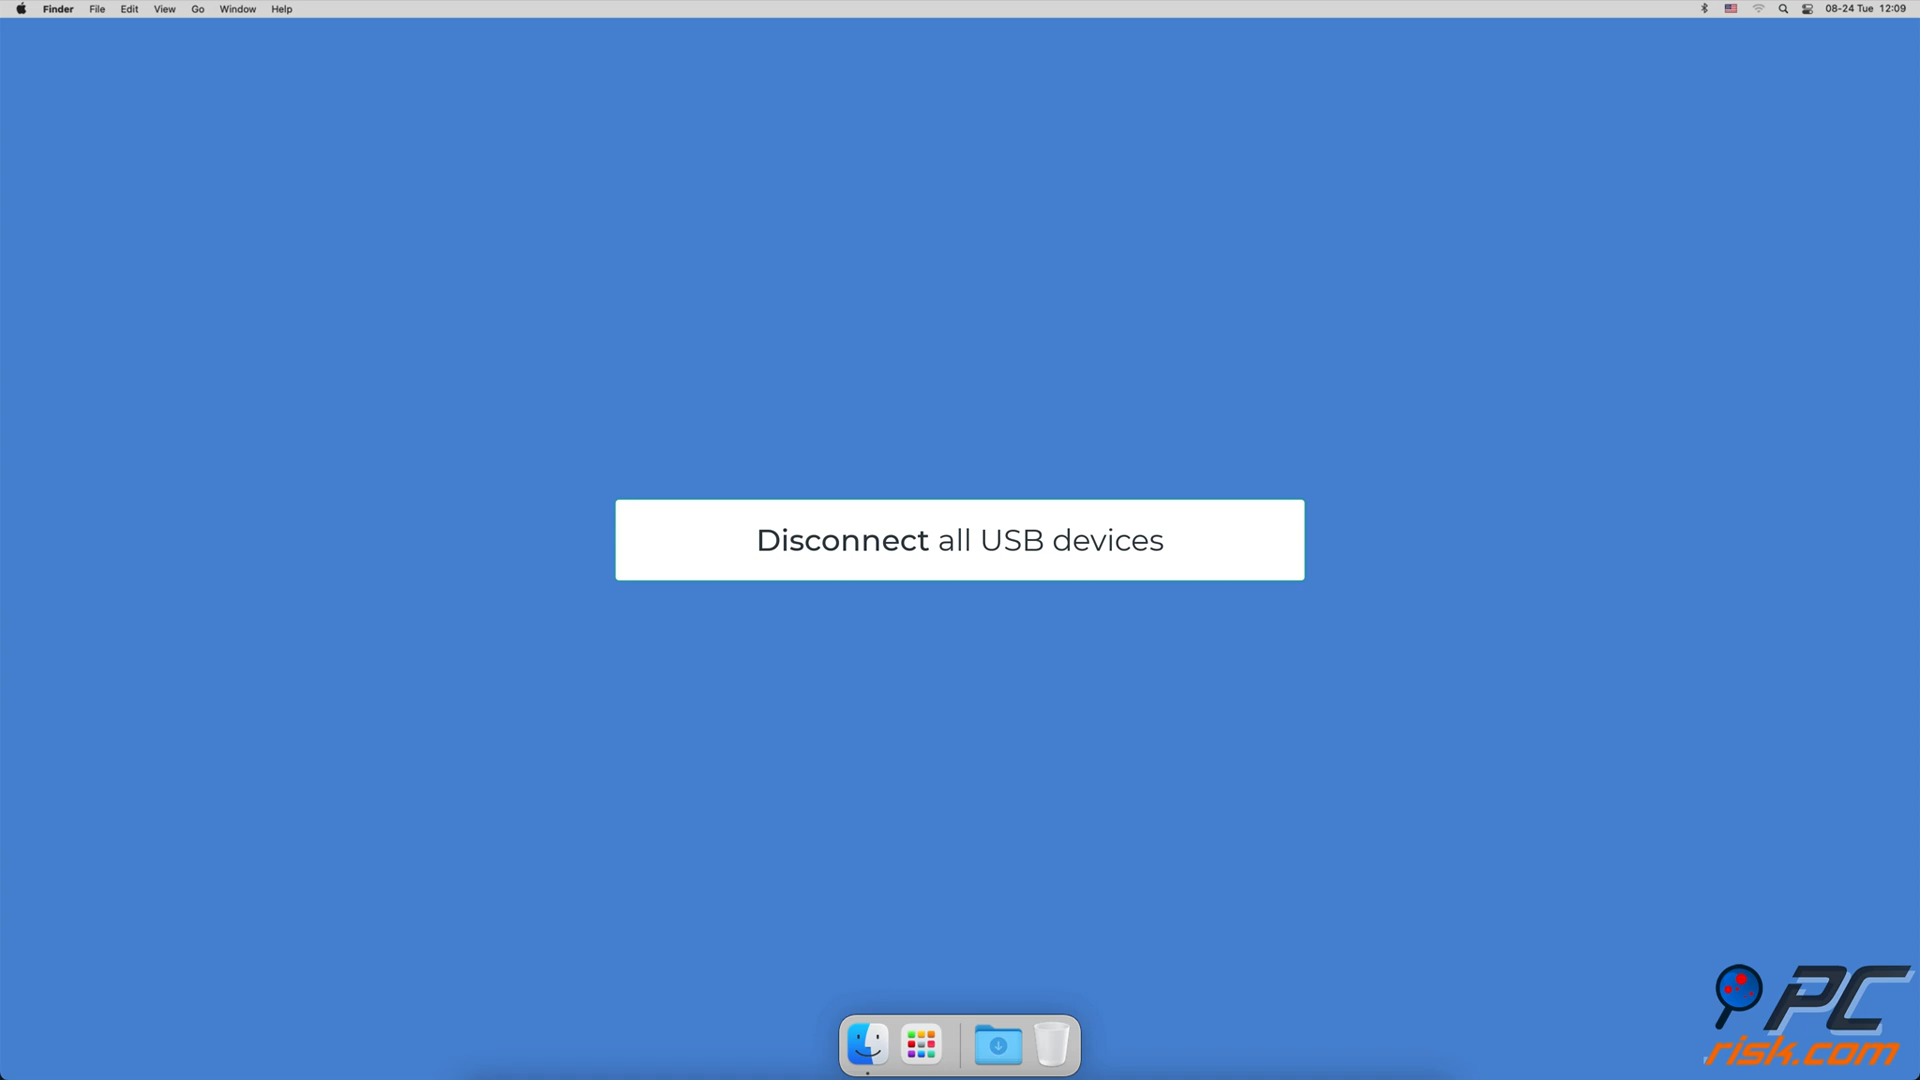 Finder File Edit View Go Window Help 08-24 Tue 12:09
Disconnect all USB devices
PC
risk.com